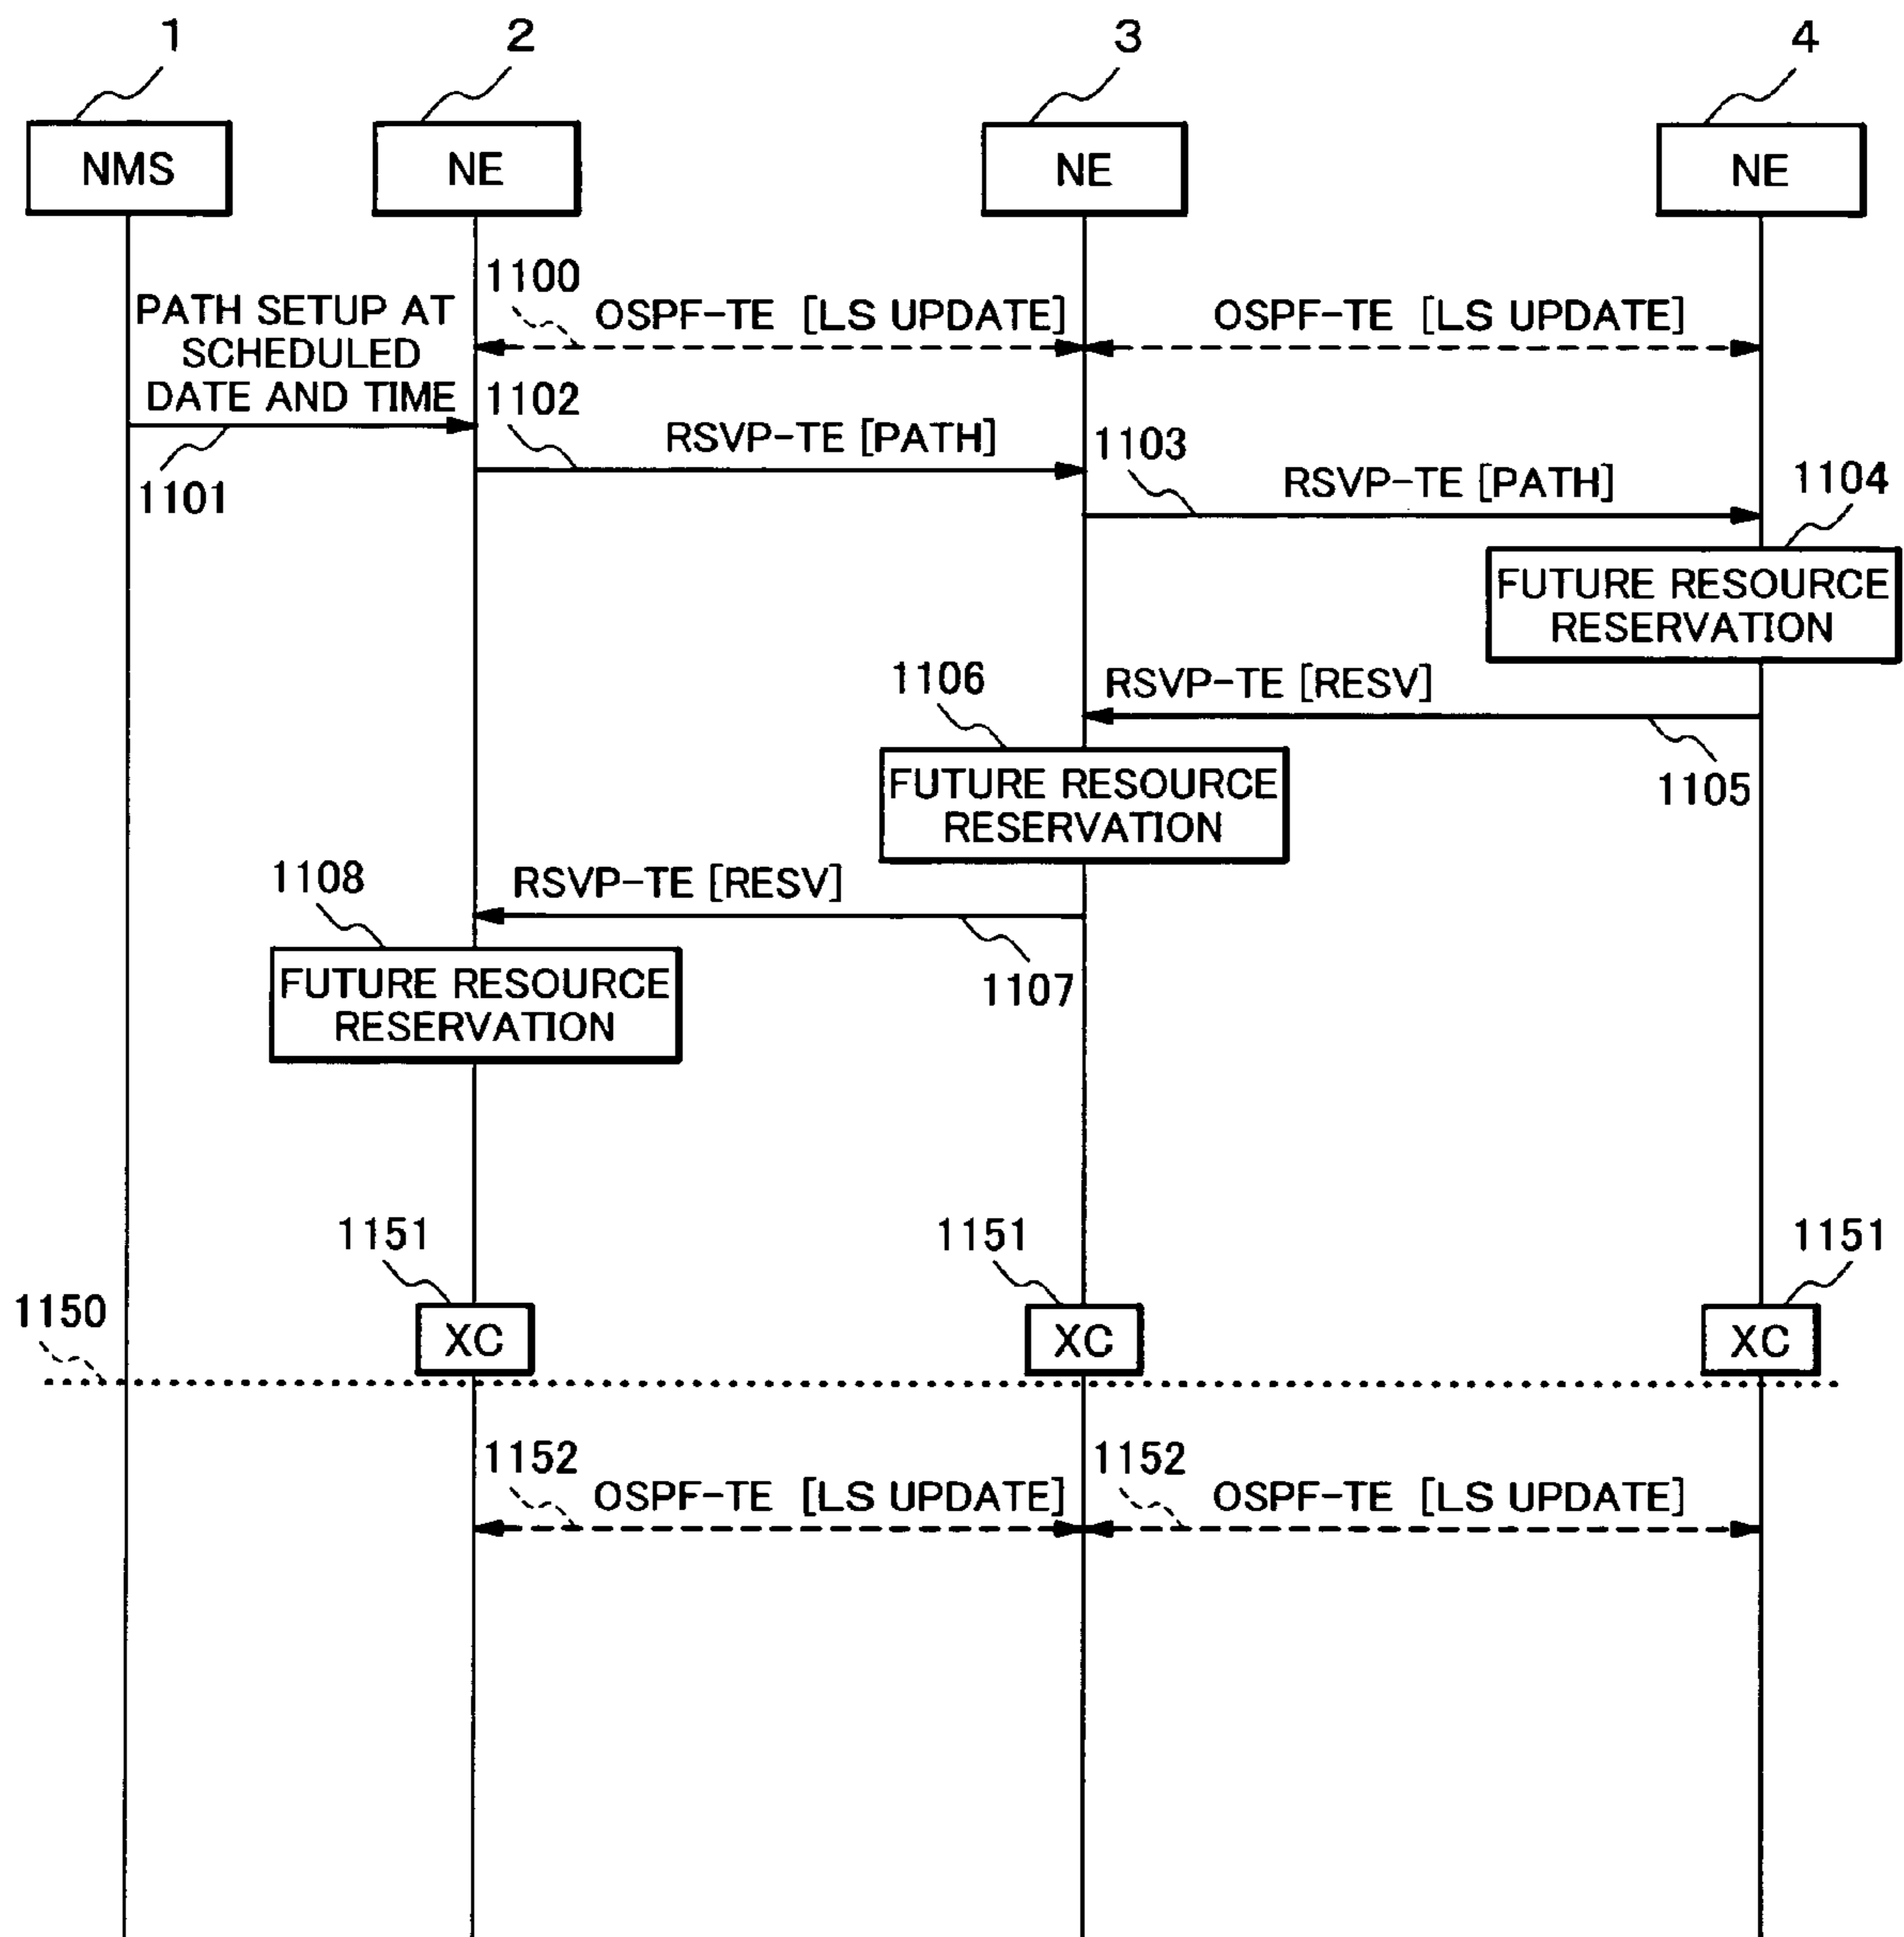 1
2
3
4
NMS
NE
NE
NE
1100
PATH SETUP AT
SCHEDULED
DATE AND TIME
OSPF-TE [LS UPDATE]
OSPF-TE [LS UPDATE]
1102
RSVP-TE [PATH]
1101
1103
RSVP-TE [PATH]
1104
FUTURE RESOURCE
RESERVATION
1106
RSVP-TE [RESV]
1105
FUTURE RESOURCE
RESERVATION
1108
RSVP-TE [RESV]
1107
FUTURE RESOURCE
RESERVATION
1151
1151
1151
1150
XC
XC
XC
1152
OSPF-TE [LS UPDATE]
1152
OSPF-TE [LS UPDATE]